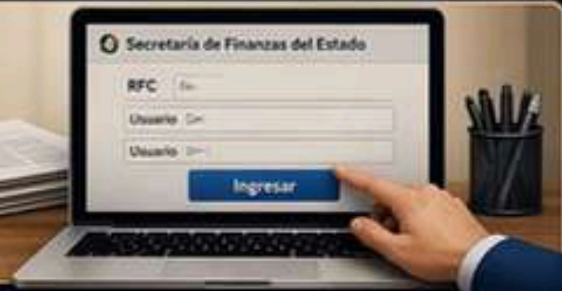 Secretaría de Finanzas del Estado
RFC
Usuario
Usuario
Ingresar